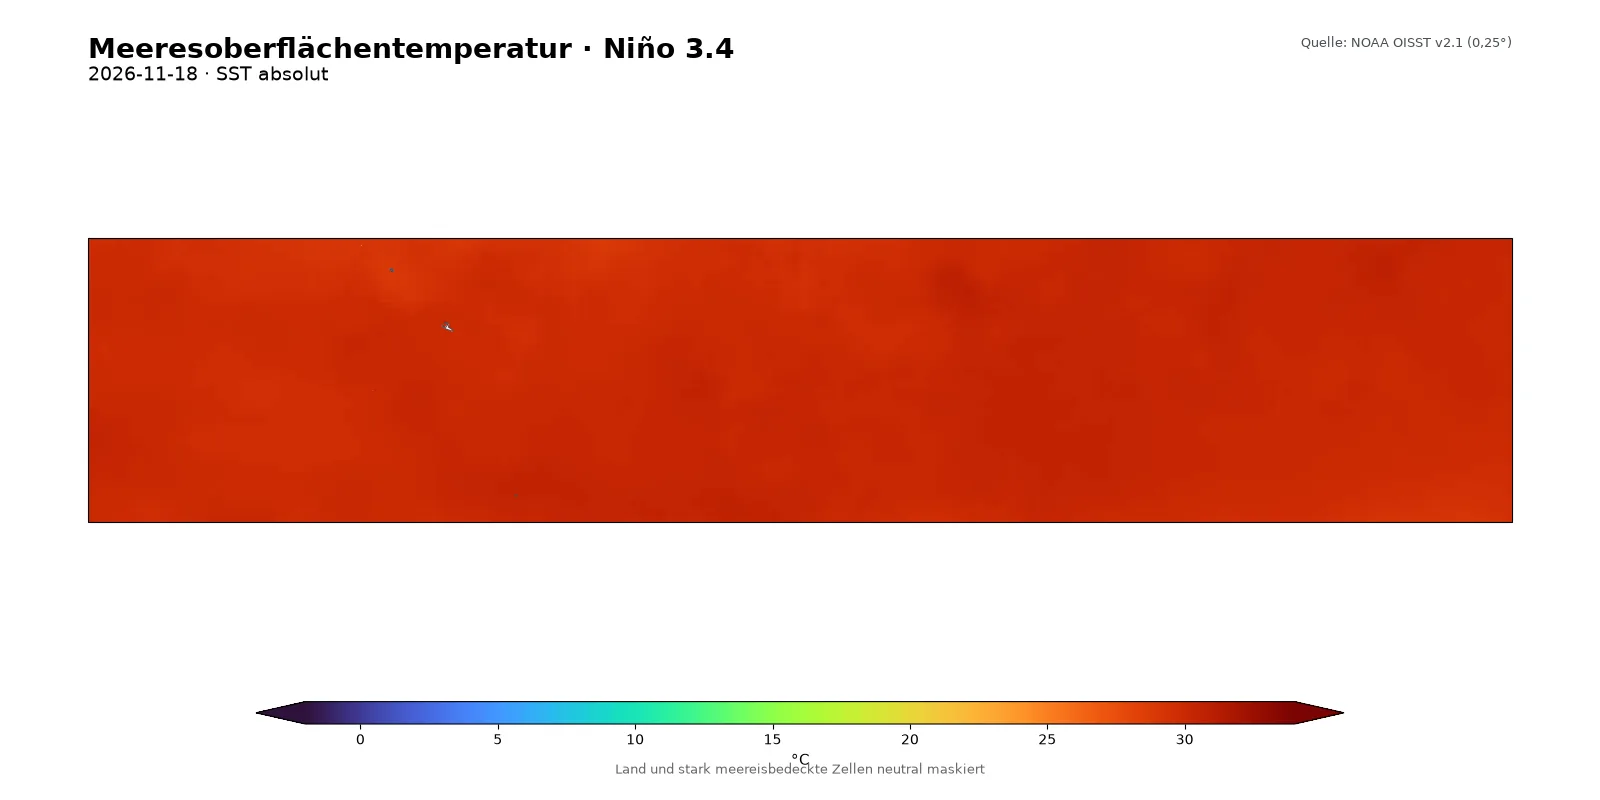 Meeresoberflächentemperatur · Niño 3.4
2026-11-18 · SST absolut
Quelle: NOAA OISST v2.1 (0,25°)
0 5 10 15 20 25 30
°C
Land und stark meereisbedeckte Zellen neutral maskiert